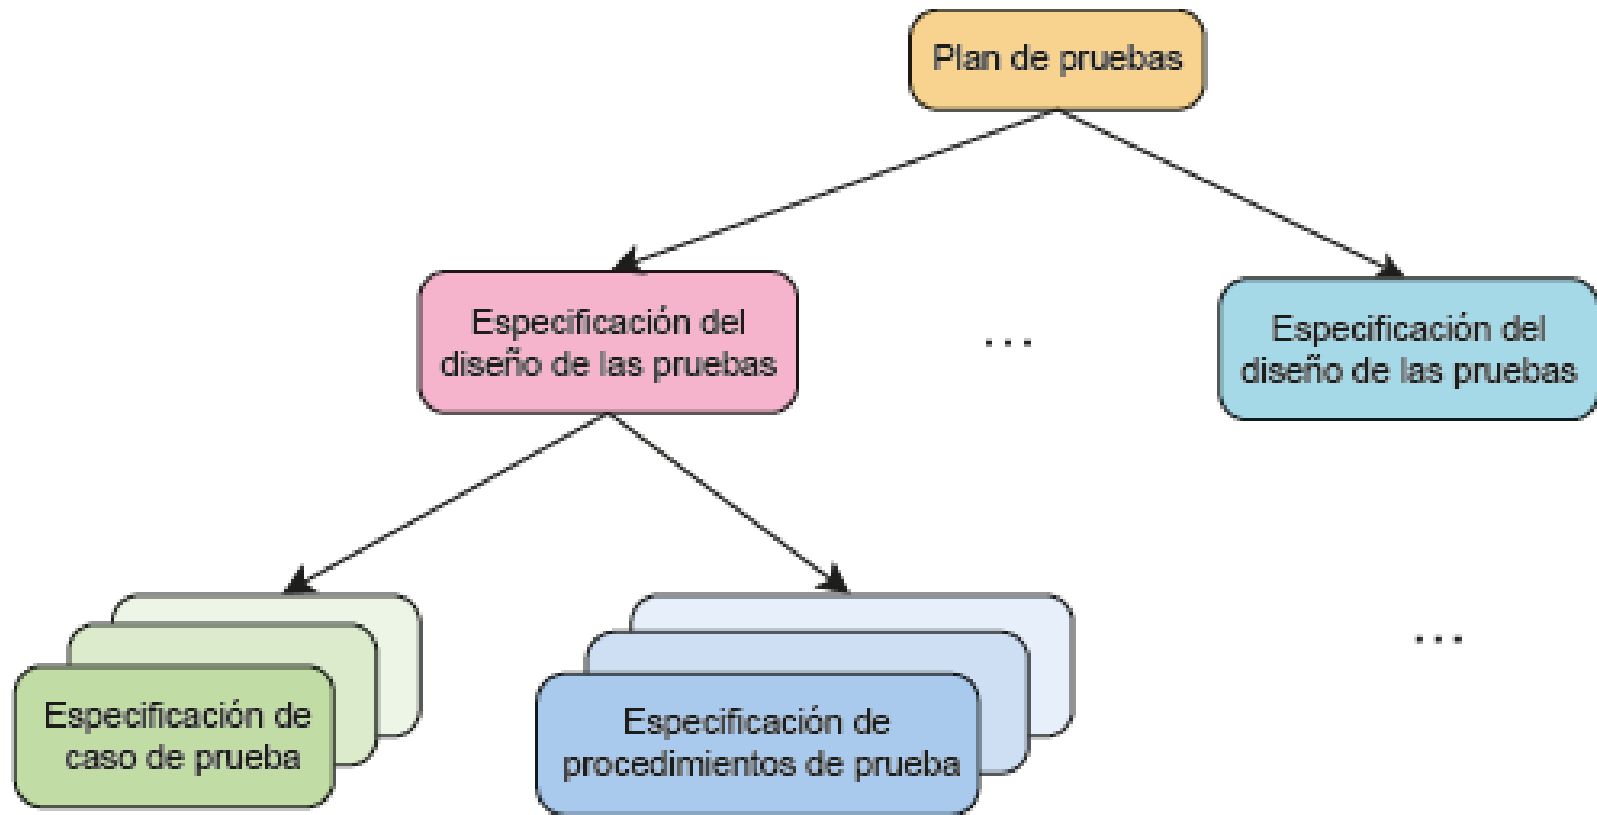 Plan de pruebas
Especificación del
diseño de las pruebas
...
Especificación del
diseño de las pruebas
Especificación de
caso de prueba
Especificación de
procedimientos de prueba
...